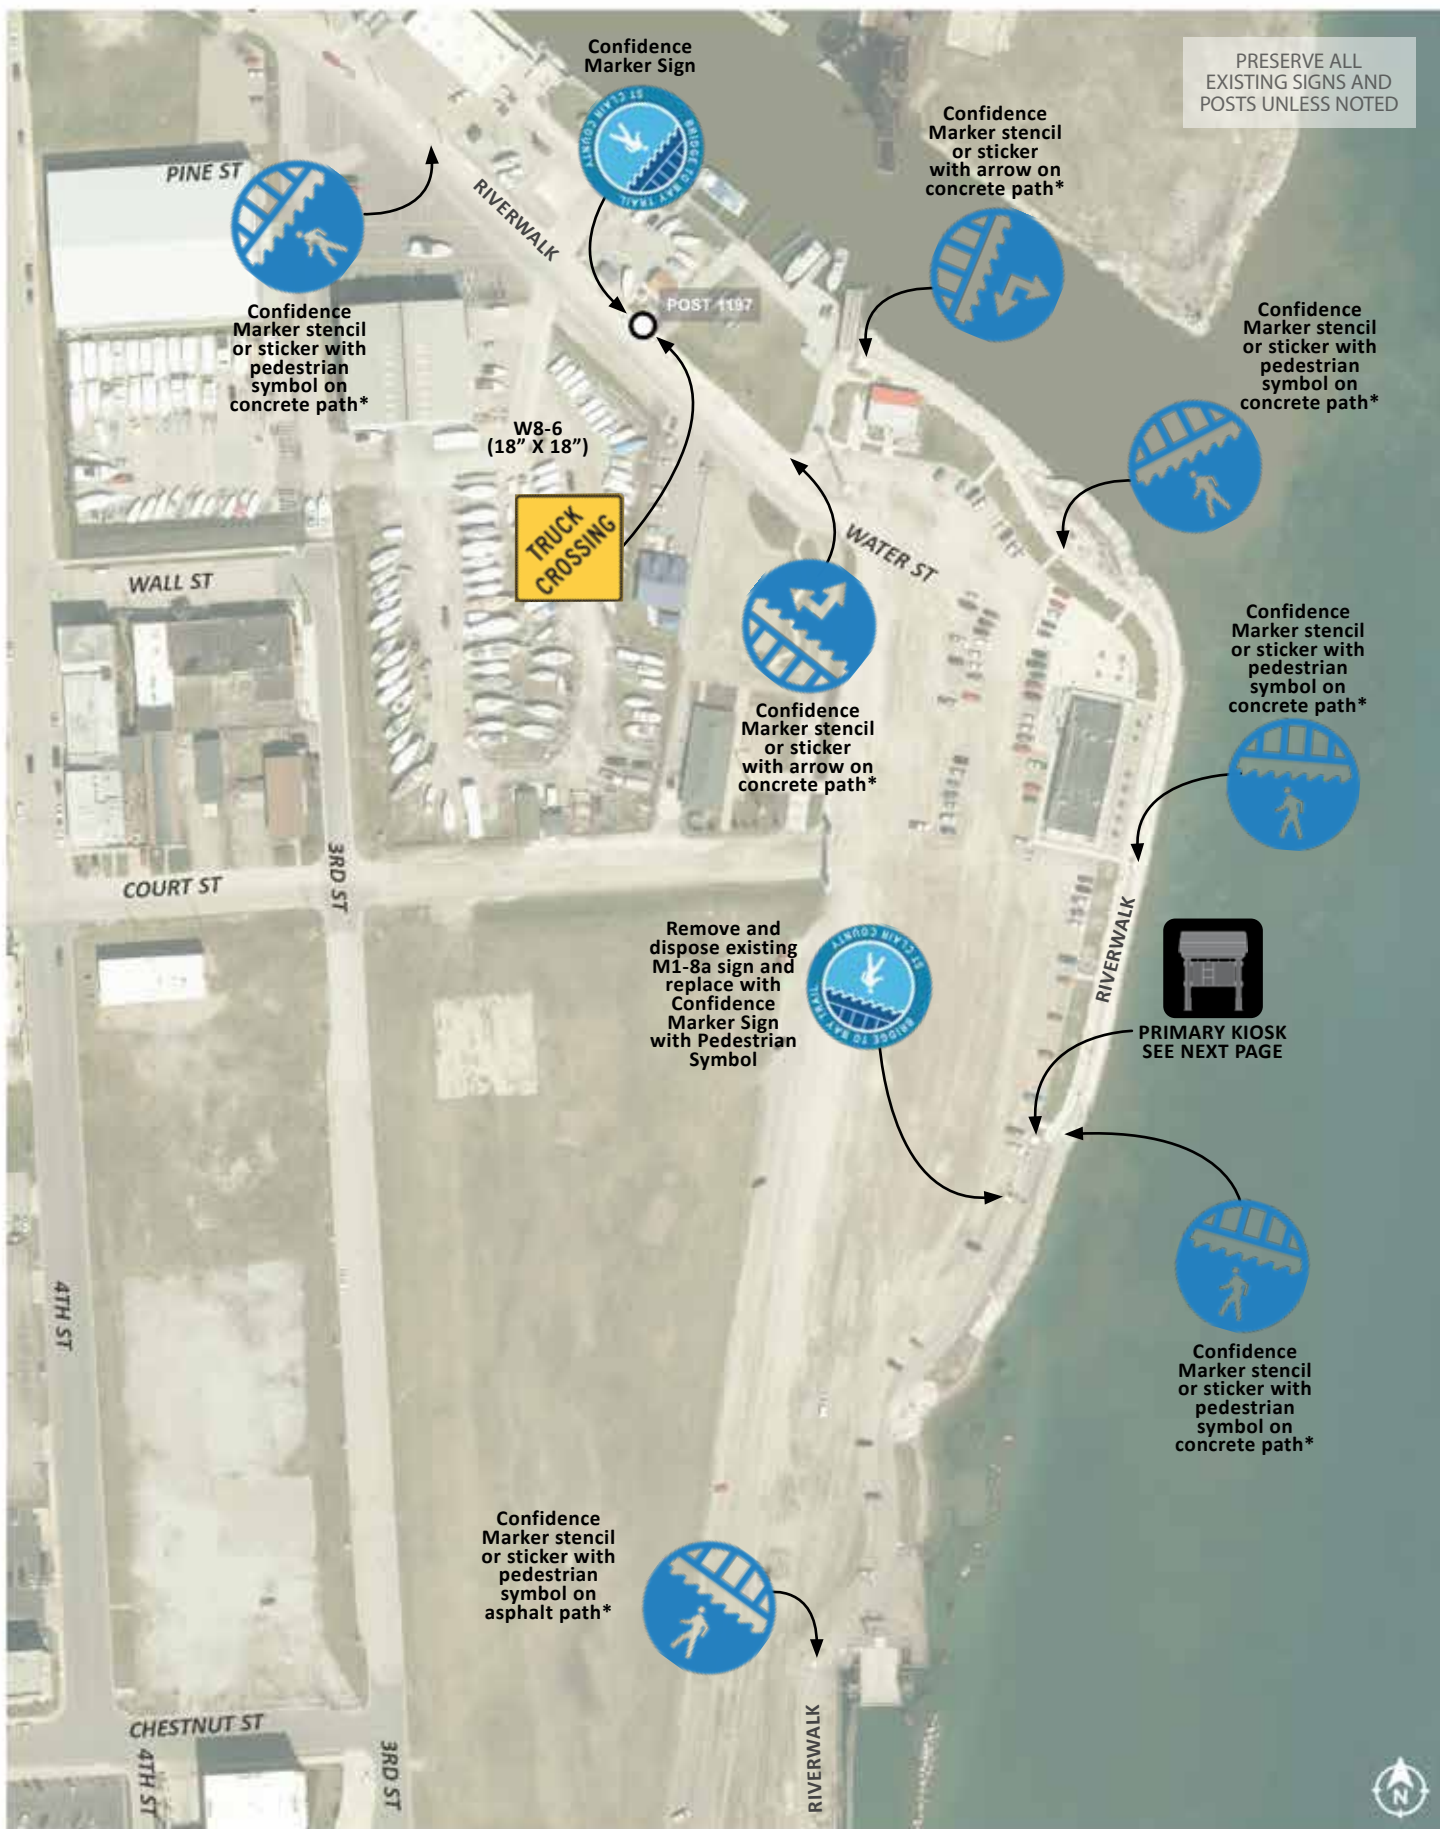 PRESERVE ALL
EXISTING SIGNS AND
POSTS UNLESS NOTED
Confidence
Marker Sign
ST CLAIR COUNTY
BRIDGE TO BAY TRAIL
Confidence
Marker stencil
or sticker
with arrow on
concrete path*
PINE ST
RIVERWALK
POST 1197
Confidence
Marker stencil
or sticker with
pedestrian
symbol on
concrete path*
Confidence
Marker stencil
or sticker with
pedestrian
symbol on
concrete path*
W8-6
(18” X 18”)
TRUCK
CROSSING
WATER ST
WALL ST
Confidence
Marker stencil
or sticker with
pedestrian
symbol on
concrete path*
Confidence
Marker stencil
or sticker
with arrow on
concrete path*
COURT ST
3RD ST
RIVERWALK
Remove and
dispose existing
M1-8a sign and
replace with
Confidence
Marker Sign
with Pedestrian
Symbol
ST CLAIR COUNTY
BRIDGE TO BAY TRAIL
PRIMARY KIOSK
SEE NEXT PAGE
4TH ST
Confidence
Marker stencil
or sticker with
pedestrian
symbol on
concrete path*
Confidence
Marker stencil
or sticker with
pedestrian
symbol on
asphalt path*
CHESTNUT ST
4TH ST
3RD ST
RIVERWALK
N